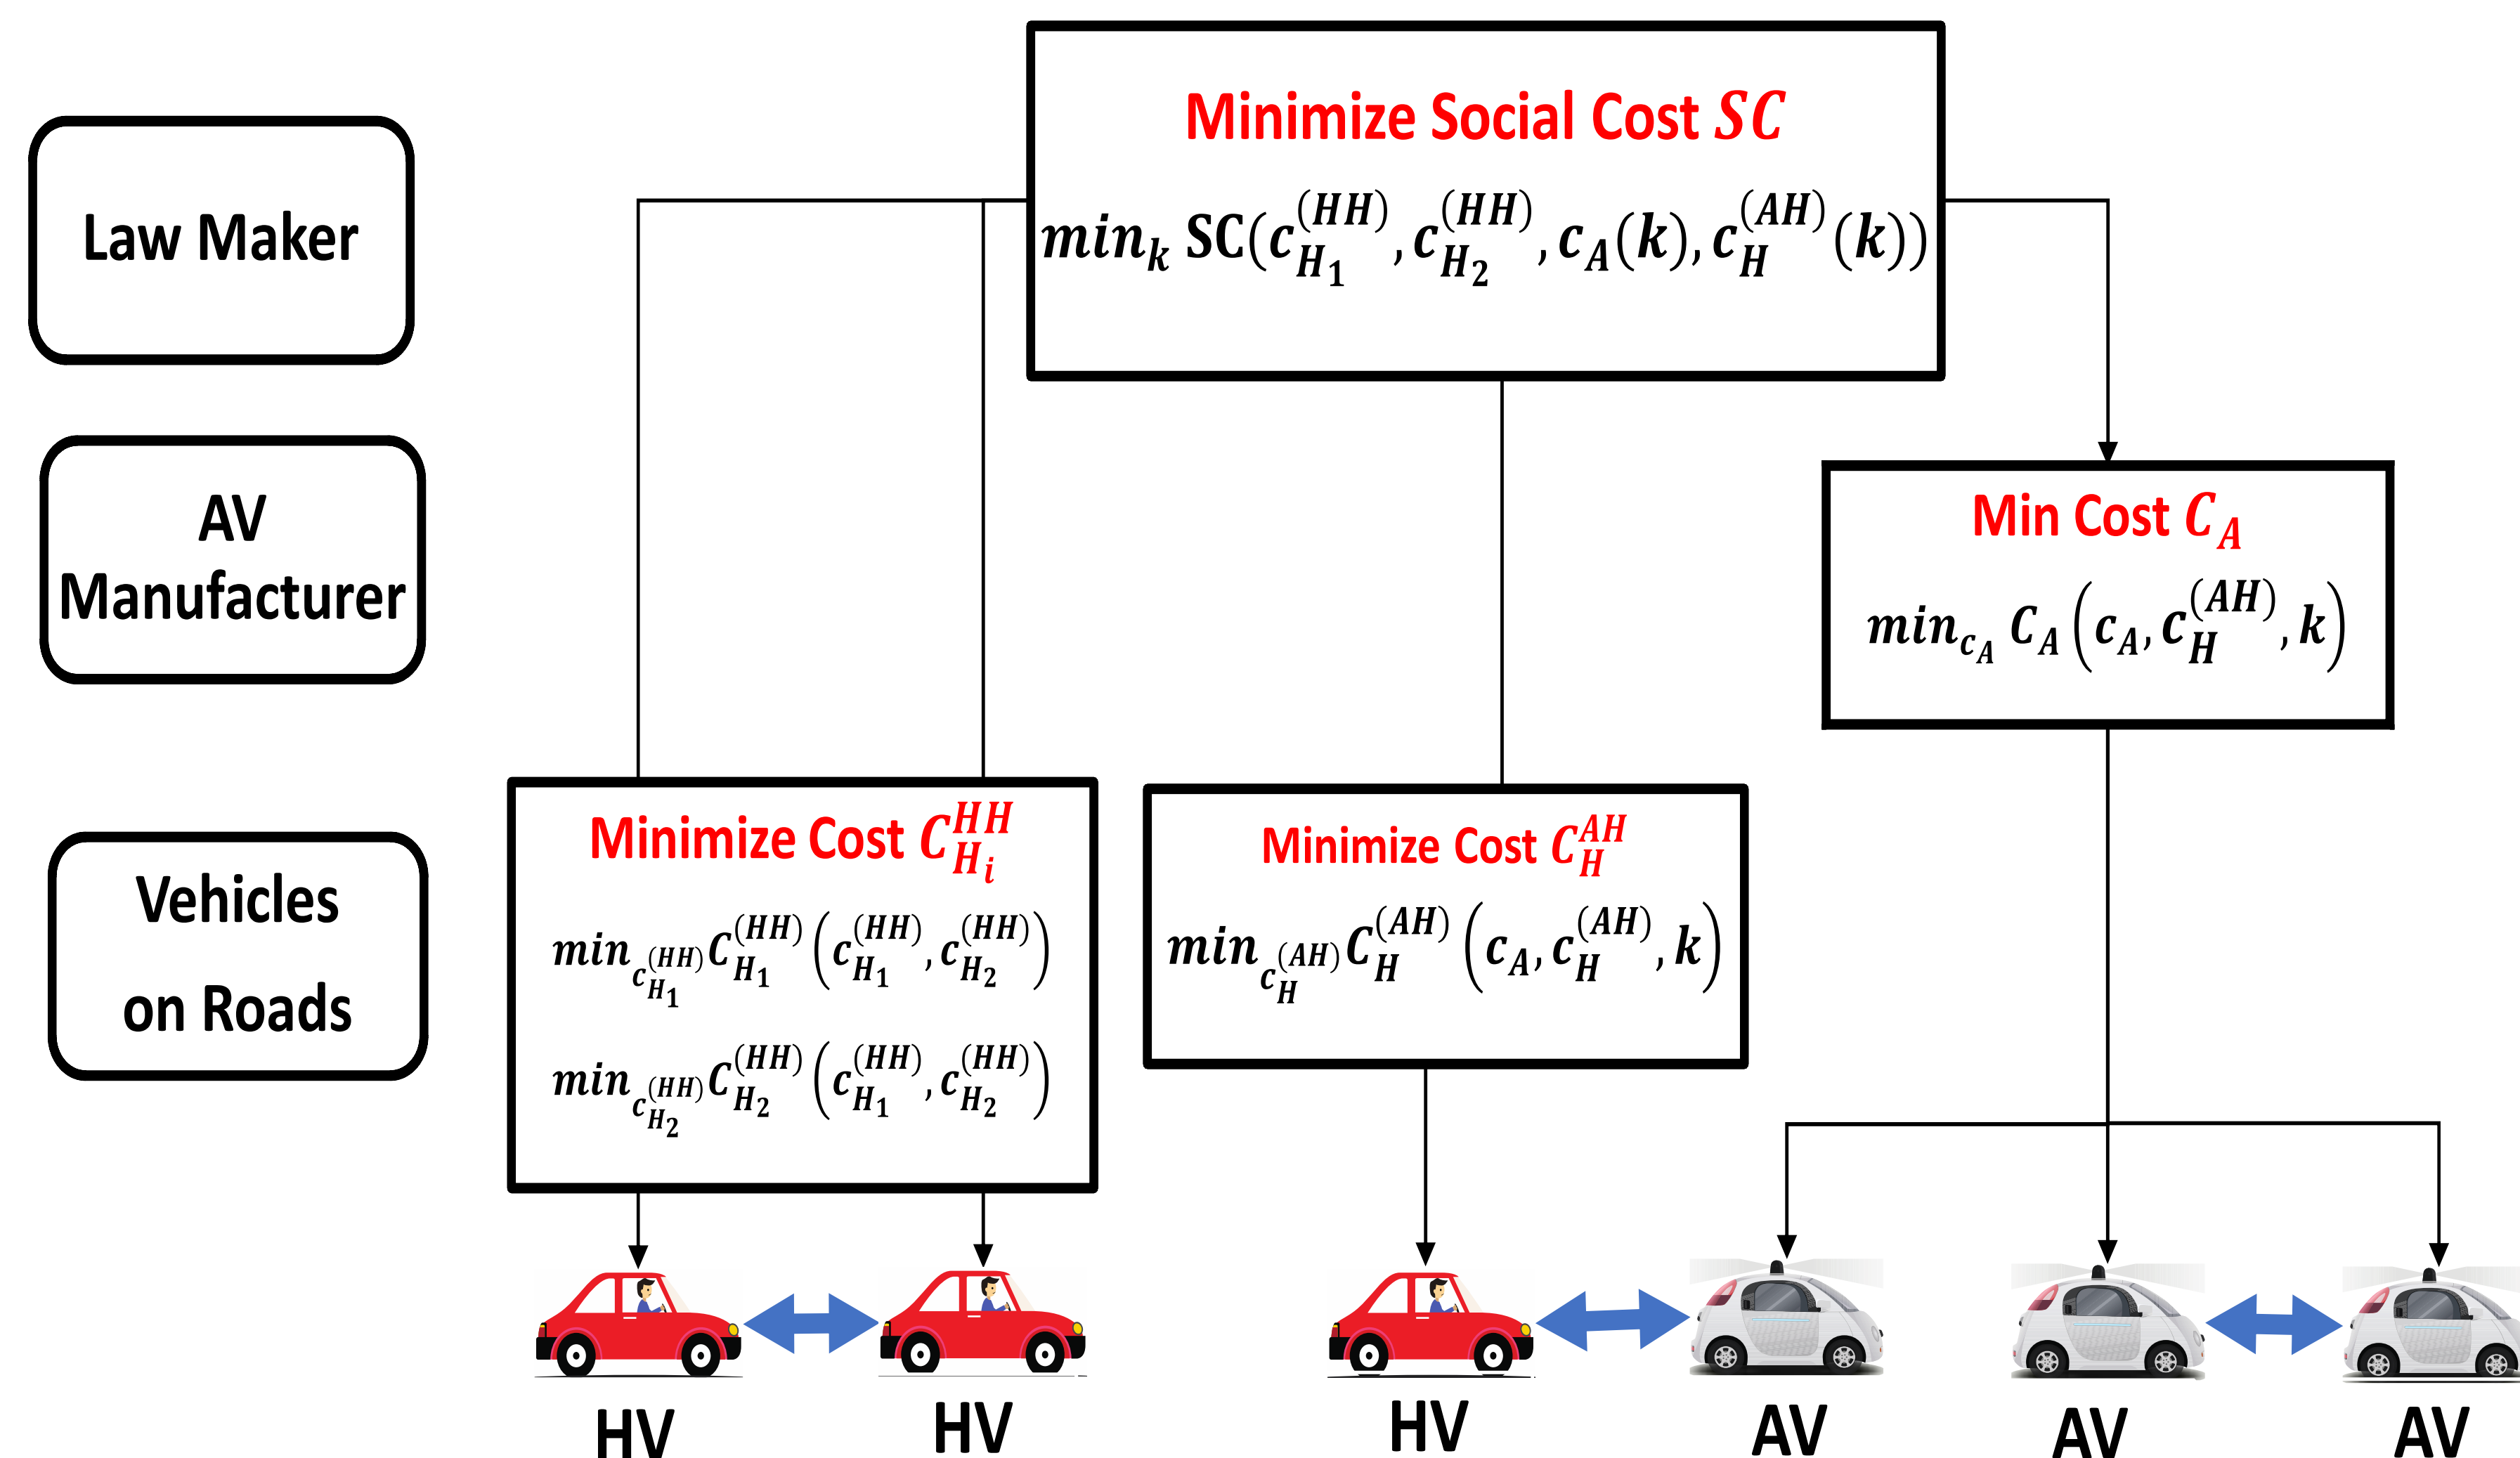 Minimize Social Cost SC
min_k SC(c_{H_1}^{(HH)}, c_{H_2}^{(HH)}, c_A(k), c_H^{(AH)}(k))
Law Maker
AV
Manufacturer
Min Cost C_A
min_{c_A} C_A(c_A, c_H^{(AH)}, k)
Vehicles
on Roads
Minimize Cost C_{H_i}^{HH}
min_{c_{H_1}^{(HH)}} C_{H_1}^{(HH)}(c_{H_1}^{(HH)}, c_{H_2}^{(HH)})
min_{c_{H_2}^{(HH)}} C_{H_2}^{(HH)}(c_{H_1}^{(HH)}, c_{H_2}^{(HH)})
Minimize Cost C_H^{AH}
min_{c_H^{(AH)}} C_H^{(AH)}(c_A, c_H^{(AH)}, k)
HV
HV
HV
AV
AV
AV